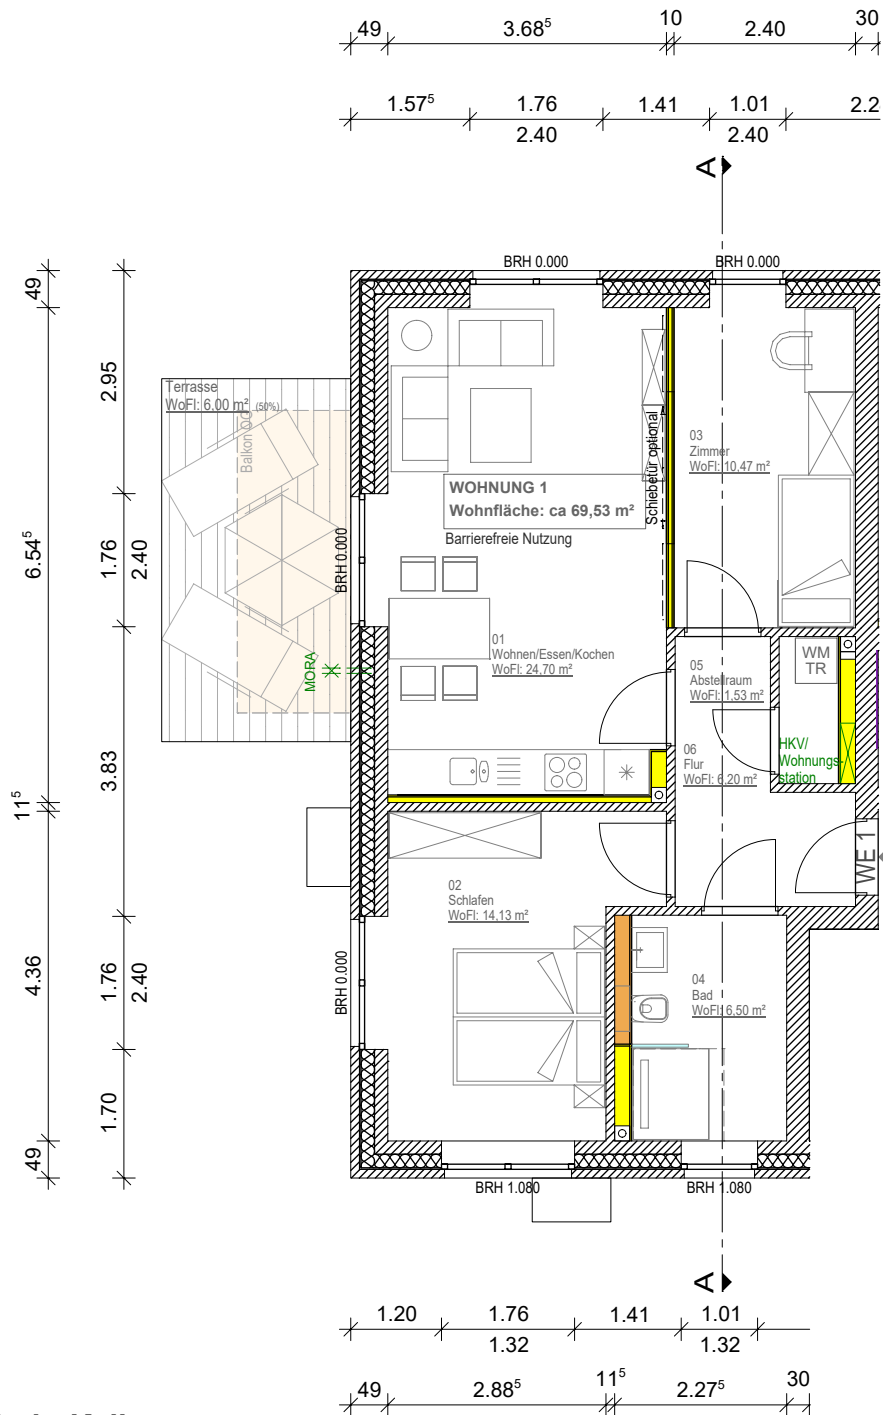 49 3.68⁵ 10 2.40 30
1.57⁵ 1.76 1.41 1.01 2.2
2.40 2.40
A
BRH 0.000 BRH 0.000
49
2.95
6.54⁵
1.76
2.40
3.83
11⁵
4.36
1.76
2.40
1.70
49
Terrasse
WoFl: 6,00 m² (50%)
Balkon OG
BRH 0.000
MORA
WOHNUNG 1
Wohnfläche: ca 69,53 m²
Barrierefreie Nutzung
Schiebetür optional
03
Zimmer
WoFl: 10,47 m²
01
Wohnen/Essen/Kochen
WoFl: 24,70 m²
05
Abstellraum
WoFl: 1,53 m²
WM
TR
06
Flur
WoFl: 6,20 m²
HKV/
Wohnungs-
station
WE 1
02
Schlafen
WoFl: 14,13 m²
BRH 0.000
04
Bad
WoFl: 6,50 m²
BRH 1.080 BRH 1.080
A
1.20 1.76 1.41 1.01
1.32 1.32
49 2.88⁵ 11⁵ 2.27⁵ 30